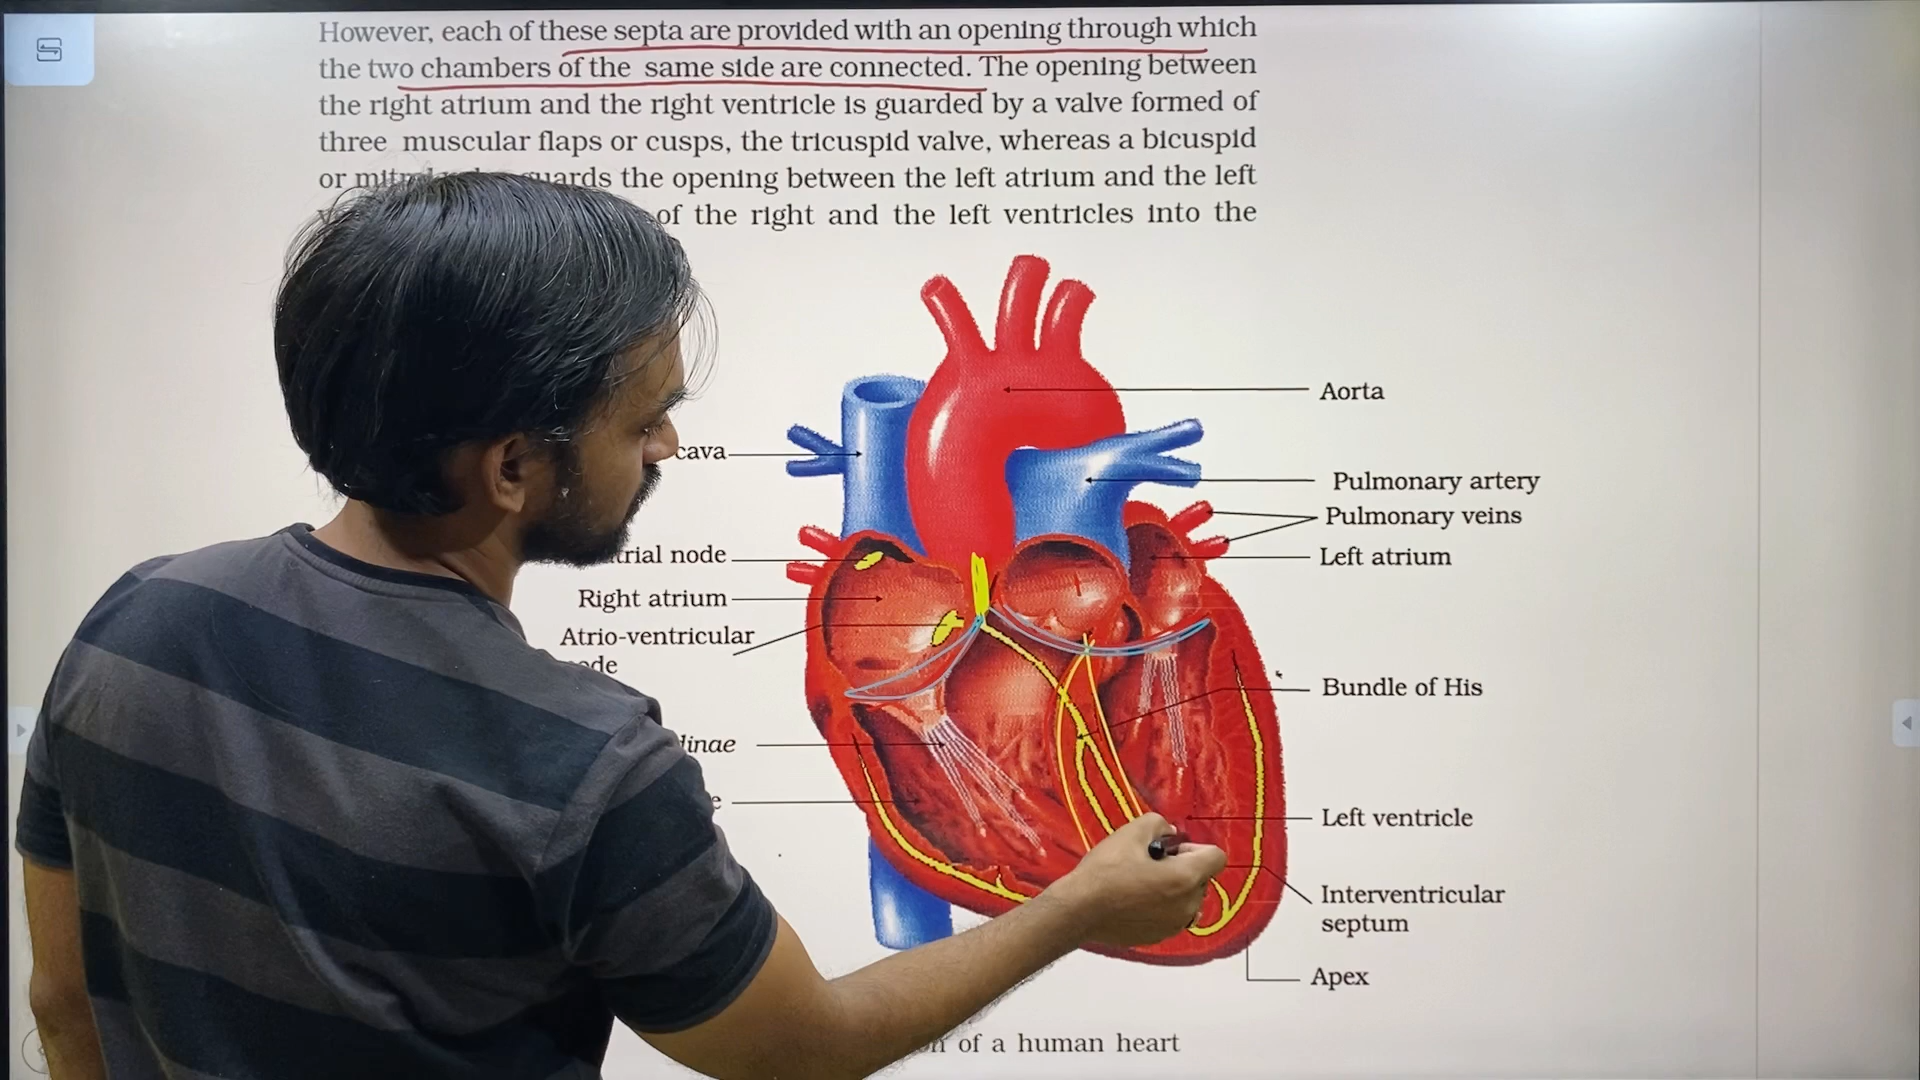 However, each of these septa are provided with an opening through which
the two chambers of the same side are connected. The opening between
the right atrium and the right ventricle is guarded by a valve formed of
three muscular flaps or cusps, the tricuspid valve, whereas a bicuspid
or guards the opening between the left atrium and the left
of the right and the left ventricles into the
Aorta
cava
Pulmonary artery
Pulmonary veins
node
Left atrium
Right atrium
Atrio-ventricular
Bundle of His
Left ventricle
Interventricular
septum
Apex
of a human heart